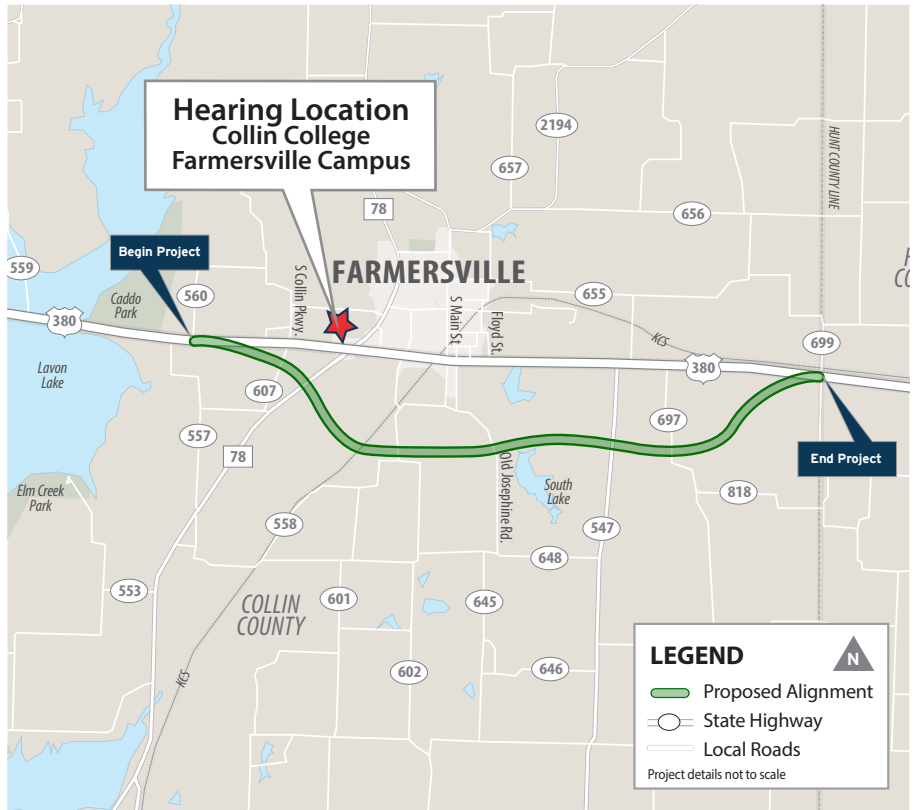 Hearing Location
Collin College
Farmersville Campus
2194
657
78
656
HUNT COUNTY LINE
Begin Project
559
Caddo
Park
560
S Collin Pkwy.
FARMERSVILLE
S Main St.
Floyd St.
655
KCS
699
380
380
Lavon
Lake
607
557
78
697
End Project
Elm Creek
Park
558
Old Josephine Rd.
South
Lake
818
547
648
553
COLLIN
COUNTY
601
645
602
646
KCS
LEGEND
N
Proposed Alignment
State Highway
Local Roads
Project details not to scale